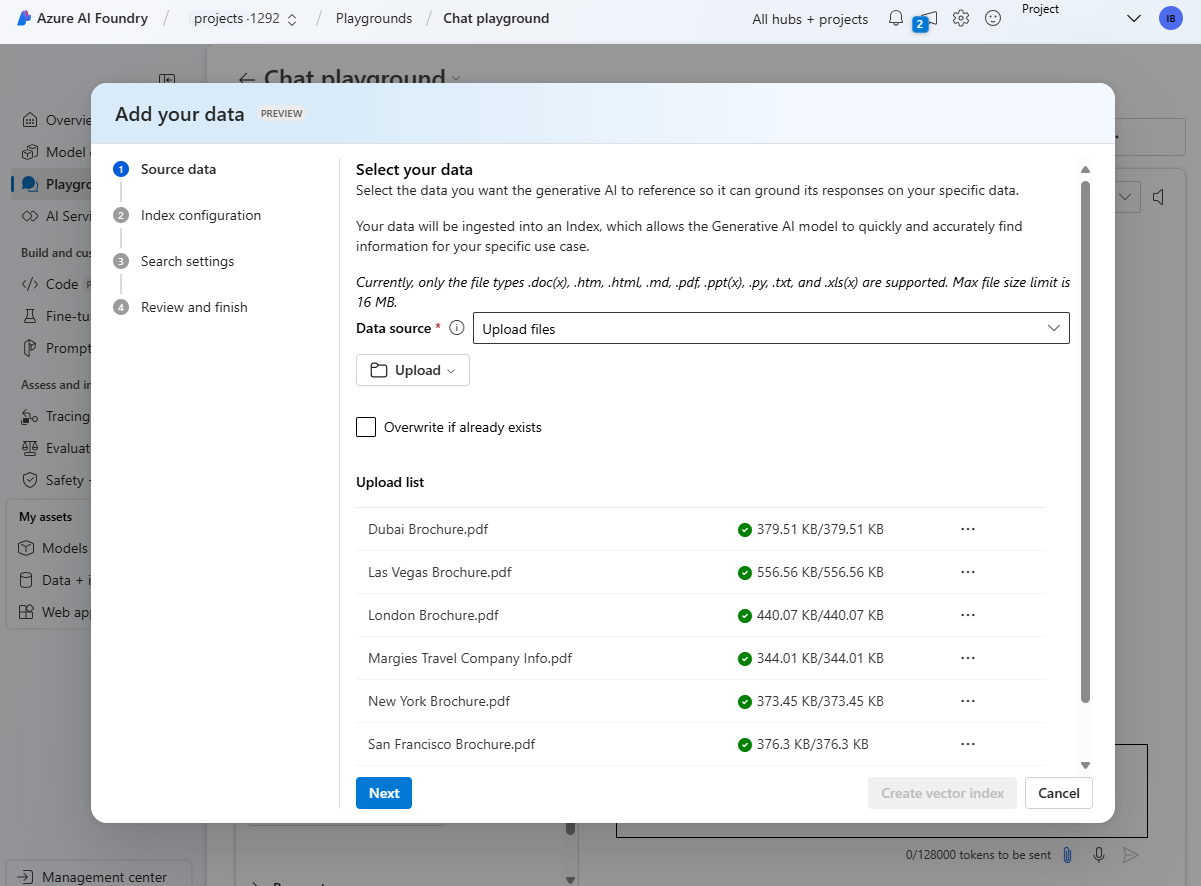 Azure AI Foundry / projects -1292 / Playgrounds / Chat playground
All hubs + projects
2
Project
IB
Chat playground
Overvie
Model
Playgro
AI Servi
Build and cus
Code
Fine-tu
Prompt
Assess and i
Tracing
Evaluat
Safety +
My assets
Models
Data + i
Web app
Management center
Add your data PREVIEW
1 Source data
2 Index configuration
3 Search settings
4 Review and finish
Select your data
Select the data you want the generative AI to reference so it can ground its responses on your specific data.
Your data will be ingested into an Index, which allows the Generative AI model to quickly and accurately find
information for your specific use case.
Currently, only the file types .doc(x), .htm, .html, .md, .pdf, .ppt(x), .py, .txt, and .xls(x) are supported. Max file size limit is
16 MB.
Data source * Upload files
Upload
Overwrite if already exists
Upload list
Dubai Brochure.pdf 379.51 KB/379.51 KB ...
Las Vegas Brochure.pdf 556.56 KB/556.56 KB ...
London Brochure.pdf 440.07 KB/440.07 KB ...
Margies Travel Company Info.pdf 344.01 KB/344.01 KB ...
New York Brochure.pdf 373.45 KB/373.45 KB ...
San Francisco Brochure.pdf 376.3 KB/376.3 KB ...
Next
Create vector index
Cancel
0/128000 tokens to be sent